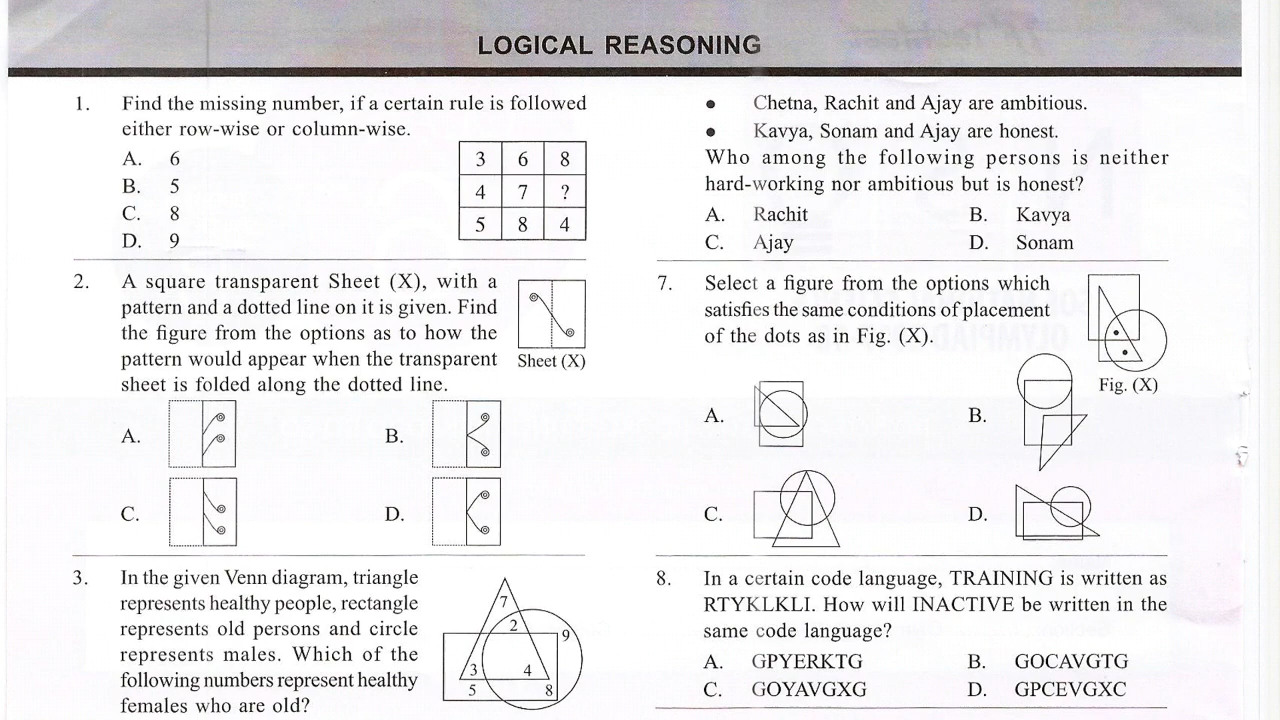 LOGICAL REASONING
1. Find the missing number, if a certain rule is followed
either row-wise or column-wise.
A. 6
B. 5
C. 8
D. 9
3 6 8
4 7 ?
5 8 4
2. A square transparent Sheet (X), with a
pattern and a dotted line on it is given. Find
the figure from the options as to how the
pattern would appear when the transparent
sheet is folded along the dotted line.
Sheet (X)
A. B.
C. D.
3. In the given Venn diagram, triangle
represents healthy people, rectangle
represents old persons and circle
represents males. Which of the
following numbers represent healthy
females who are old?
7
2
9
3 4
5 8
• Chetna, Rachit and Ajay are ambitious.
• Kavya, Sonam and Ajay are honest.
Who among the following persons is neither
hard-working nor ambitious but is honest?
A. Rachit B. Kavya
C. Ajay D. Sonam
7. Select a figure from the options which
satisfies the same conditions of placement
of the dots as in Fig. (X).
Fig. (X)
A. B.
C. D.
8. In a certain code language, TRAINING is written as
RTYKLKLI. How will INACTIVE be written in the
same code language?
A. GPYERKTG B. GOCAVGTG
C. GOYAVGXG D. GPCEVGXC